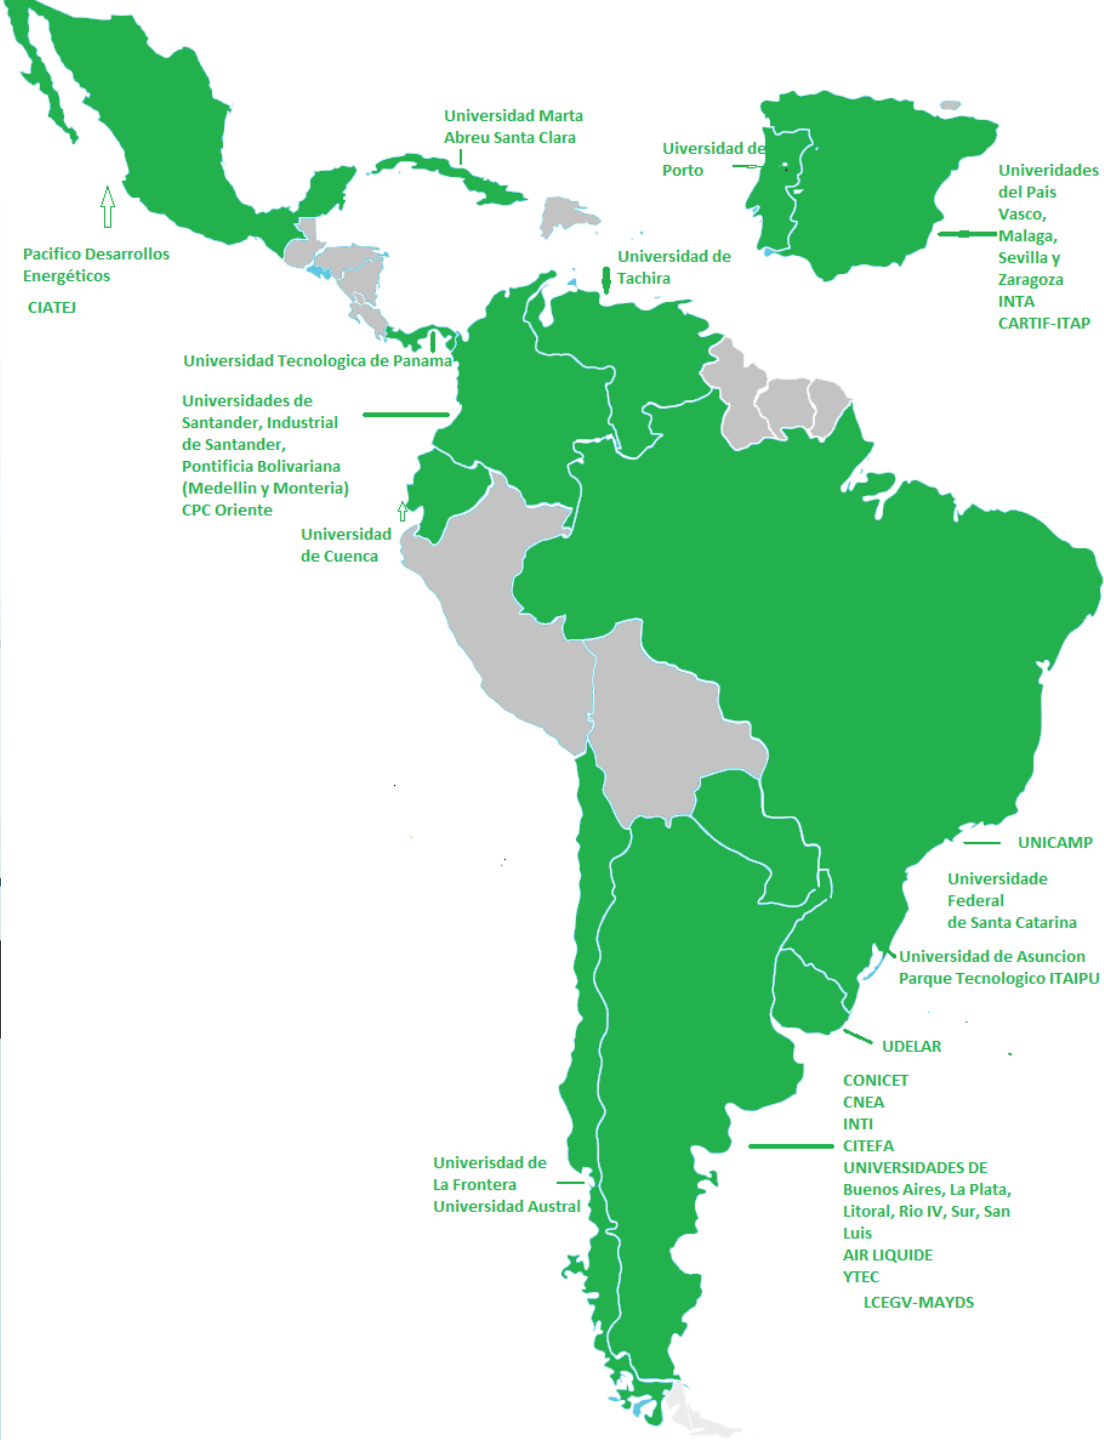 Universidad Marta
Abreu Santa Clara
Uiversidad de
Porto
Univeridades
del Pais
Vasco,
Malaga,
Sevilla y
Zaragoza
INTA
CARTIF-ITAP
Pacifico Desarrollos
Energéticos
CIATEJ
Universidad de
Tachira
Universidad Tecnologica de Panama
Universidades de
Santander, Industrial
de Santander,
Pontificia Bolivariana
(Medellin y Monteria)
CPC Oriente
Universidad
de Cuenca
UNICAMP
Universidade
Federal
de Santa Catarina
Universidad de Asuncion
Parque Tecnologico ITAIPU
UDELAR
CONICET
CNEA
INTI
CITEFA
UNIVERSIDADES DE
Buenos Aires, La Plata,
Litoral, Rio IV, Sur, San
Luis
AIR LIQUIDE
YTEC
LCEGV-MAYDS
Univerisdad de
La Frontera
Universidad Austral